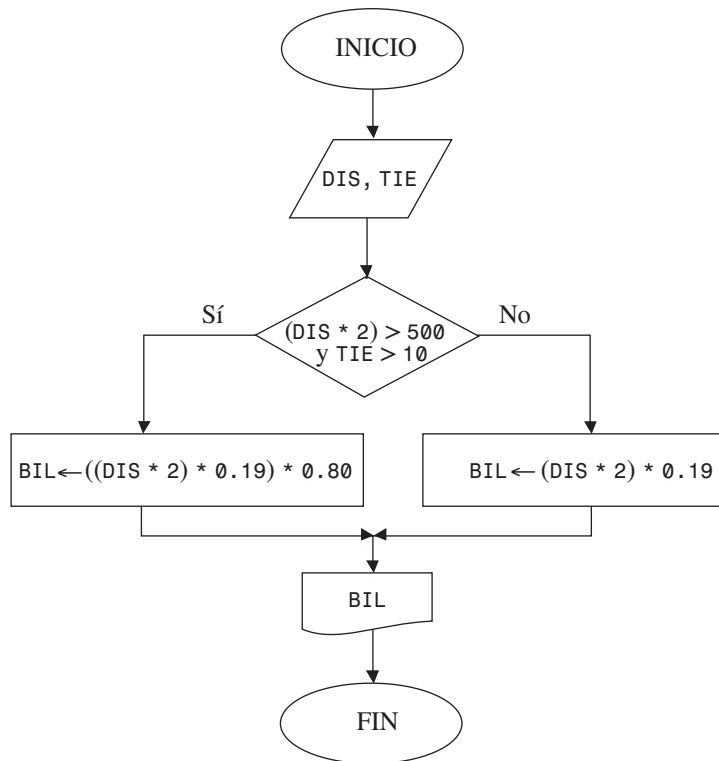 INICIO
DIS, TIE
Sí
No
(DIS * 2) > 500
y TIE > 10
BIL←((DIS * 2) * 0.19) * 0.80
BIL←(DIS * 2) * 0.19
BIL
FIN